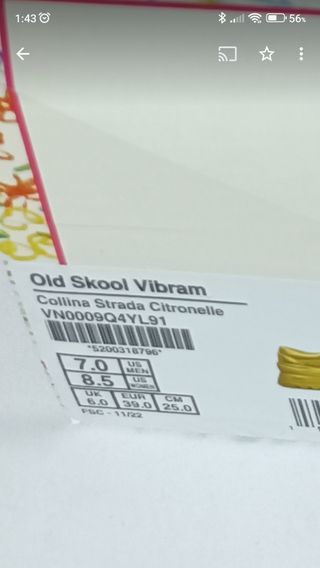 1:43
56%
Old Skool Vibram
Collina Strada Citronelle
VN0009Q4YL91
*5200318796*
7.0 US MEN
8.5 US WOMEN
UK EUR CM
6.0 39.0 25.0
FSC - 11/22